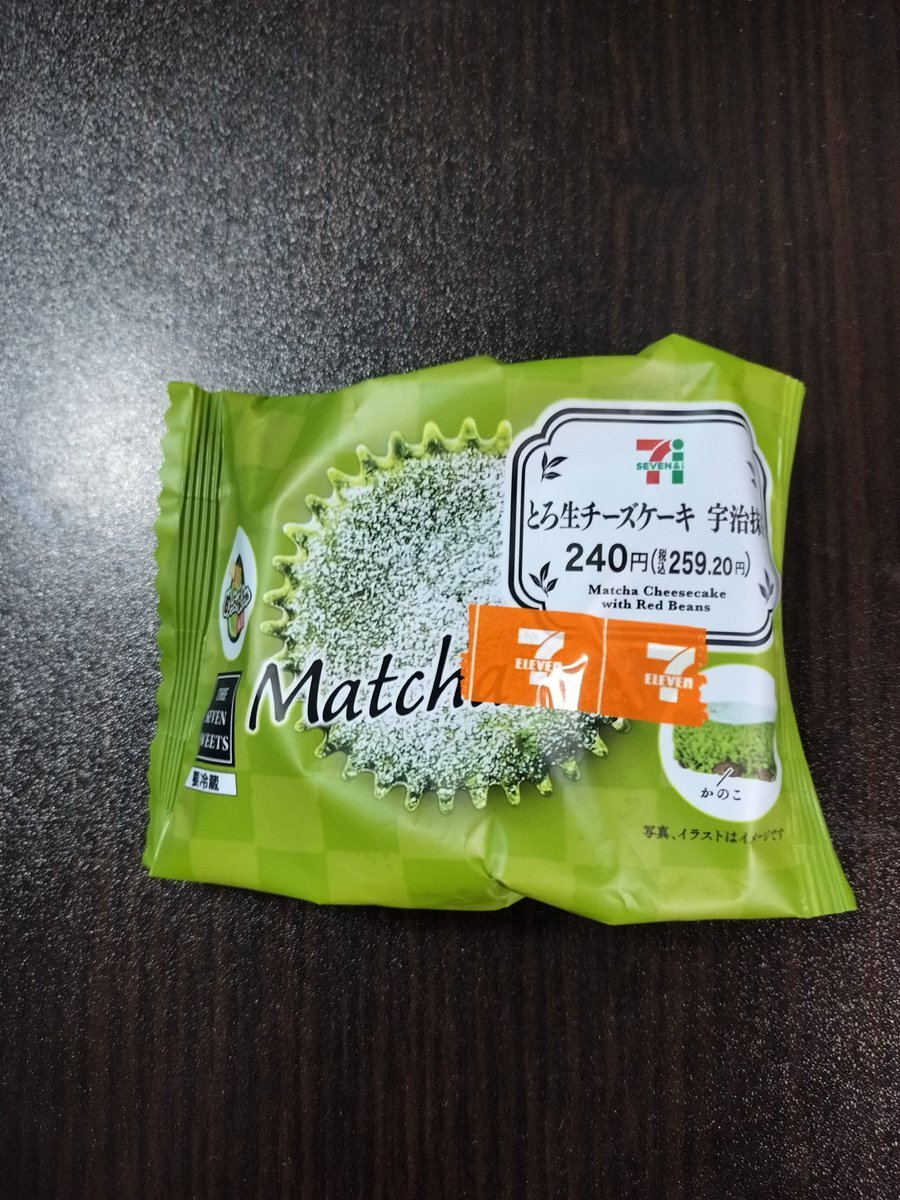 SEVEN&i
とろ生チーズケーキ 宇治抹
240円(税込259.20円)
Matcha Cheesecake
with Red Beans
Matcha
7
ELEVEN
7
ELEVEN
THE
SEVEN
SWEETS
要冷蔵
かのこ
写真、イラストはイメージです